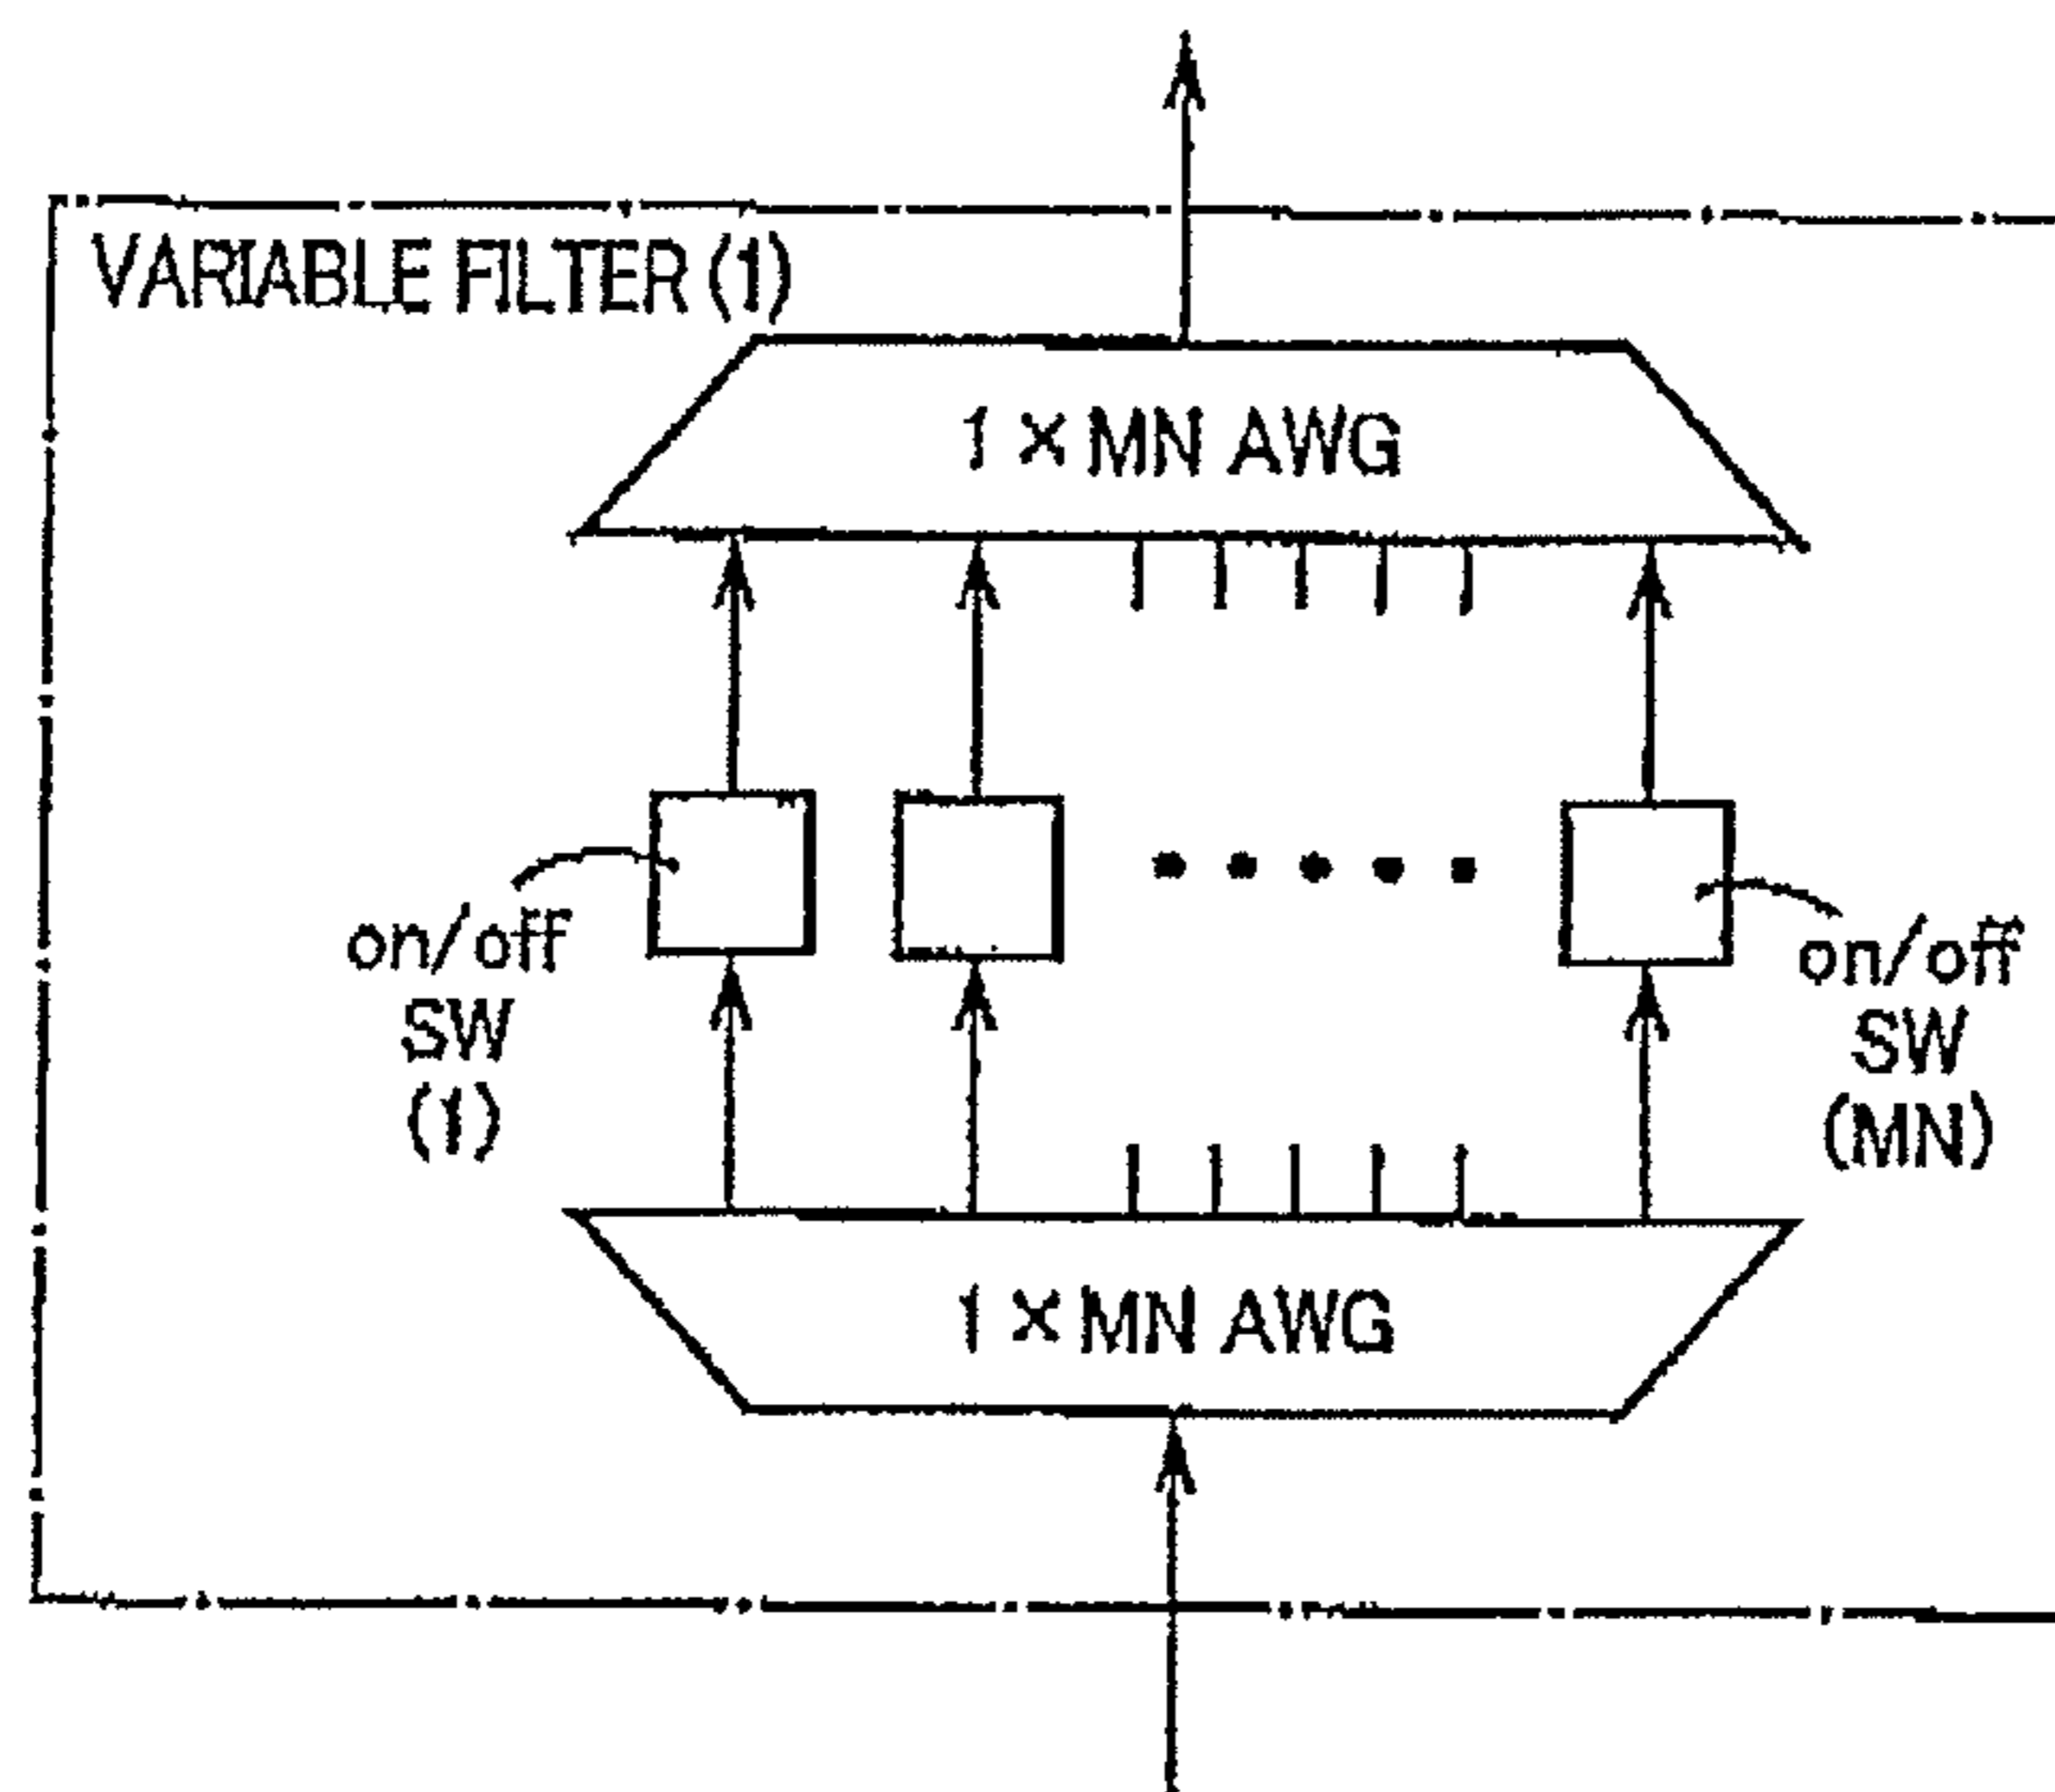 VARIABLE FILTER (1)
1 × MN AWG
on/off
SW
(1)
on/off
SW
(MN)
1 × MN AWG